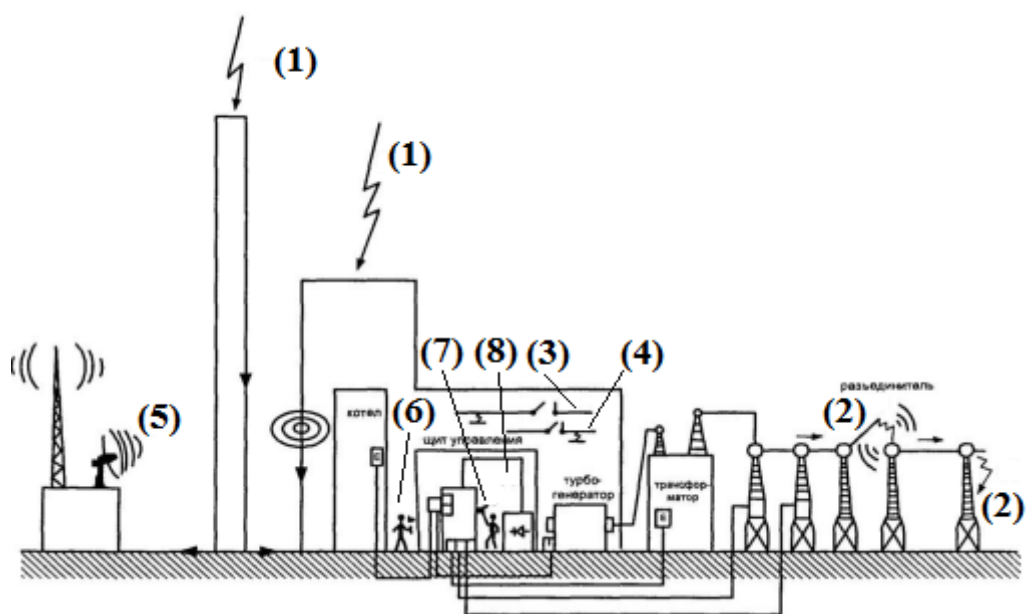 (1)
(1)
(7) (8) (3) (4)
разъединитель
котел (6) (2)
(5)
щит управления
турбо-
генератор
трансфор-
матор
(2)